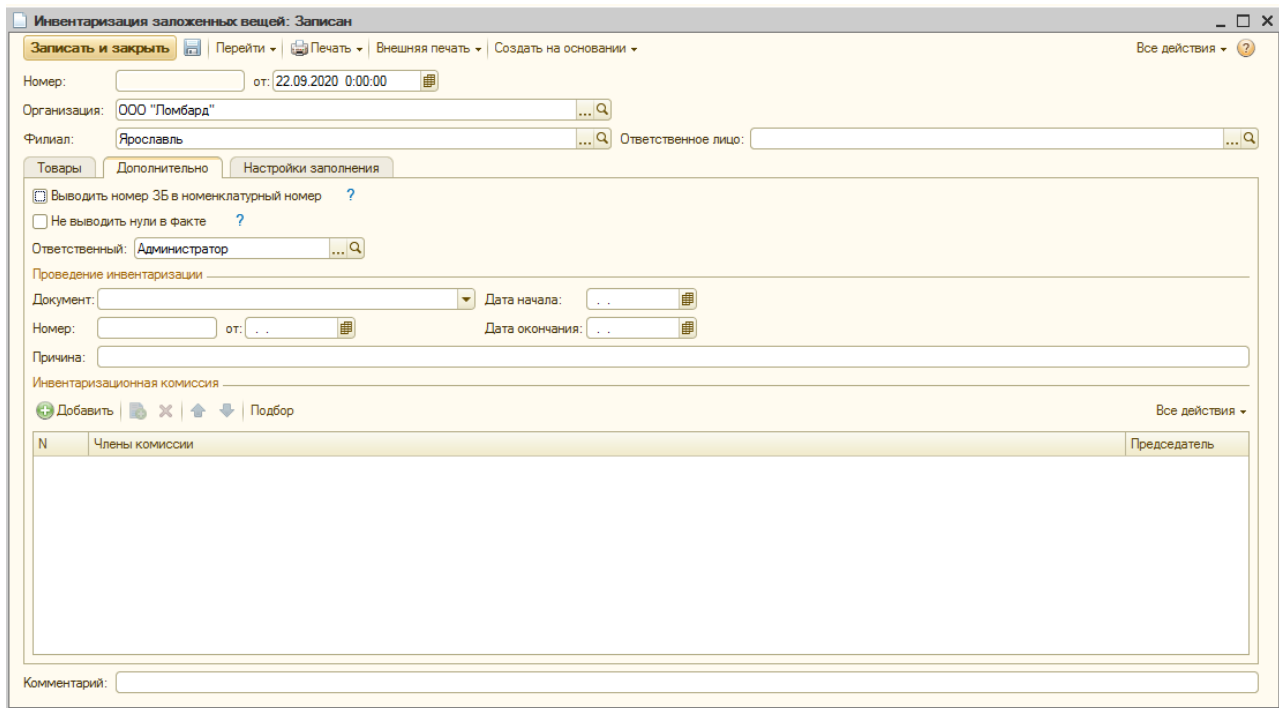 Инвентаризация заложенных вещей: Записан
Записать и закрыть Перейти Печать Внешняя печать Создать на основании Все действия ?
Номер: от: 22.09.2020 0:00:00
Организация: ООО "Ломбард" ...
Филиал: Ярославль ... Ответственное лицо: ...
Товары Дополнительно Настройки заполнения
Выводить номер ЗБ в номенклатурный номер ?
Не выводить нули в факте ?
Ответственный: Администратор ...
Проведение инвентаризации
Документ: Дата начала: . .
Номер: от: . . Дата окончания: . .
Причина:
Инвентаризационная комиссия
Добавить Подбор Все действия
N Члены комиссии Председатель
Комментарий: